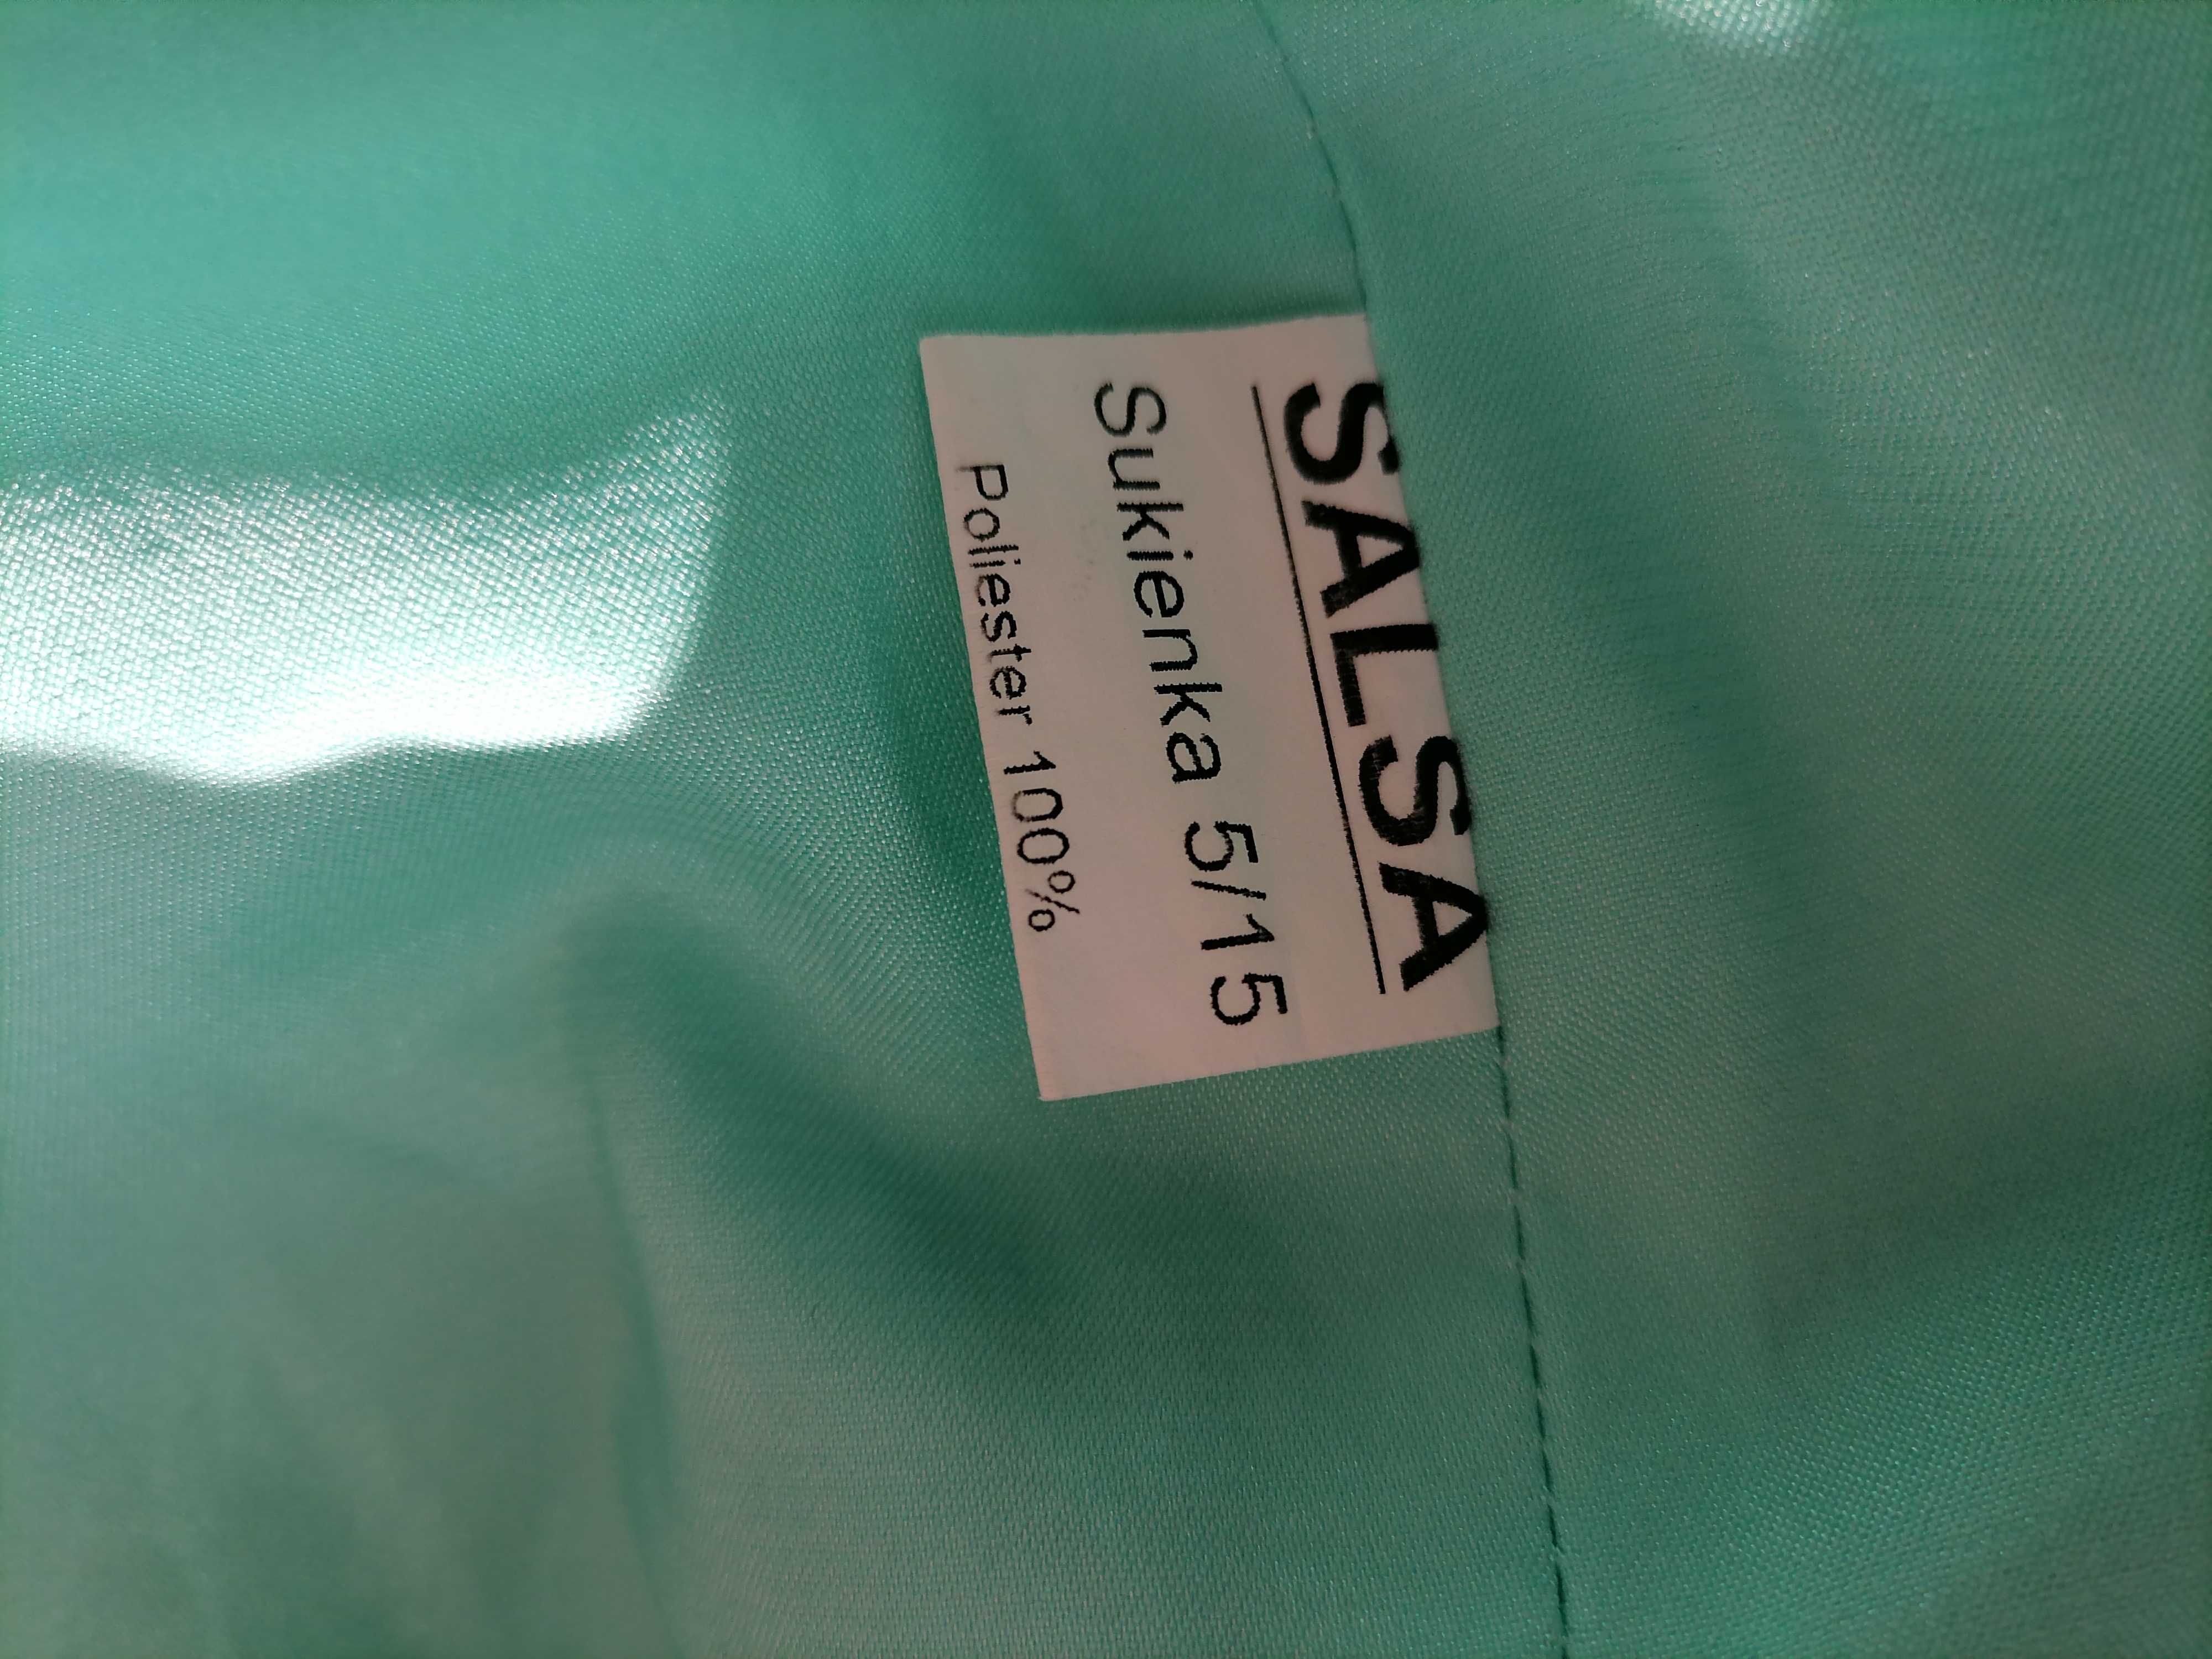 SALSA
Sukienka 5/15
Poliester 100%